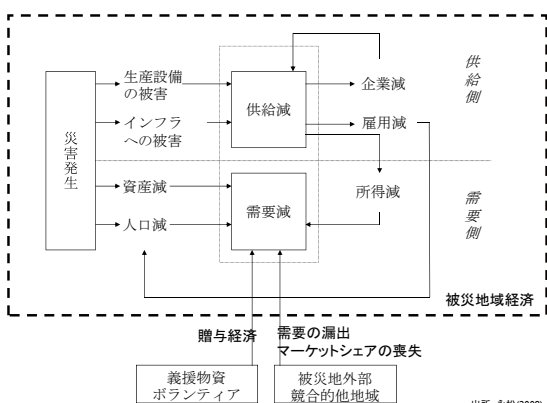 災害発生
生産設備
の被害
インフラ
への被害
資産減
人口減
供給減
需要減
企業減
雇用減
所得減
供給側
需要側
被災地域経済
贈与経済
需要の漏出
マーケットシェアの喪失
義援物資
ボランティア
被災地外部
競合的他地域